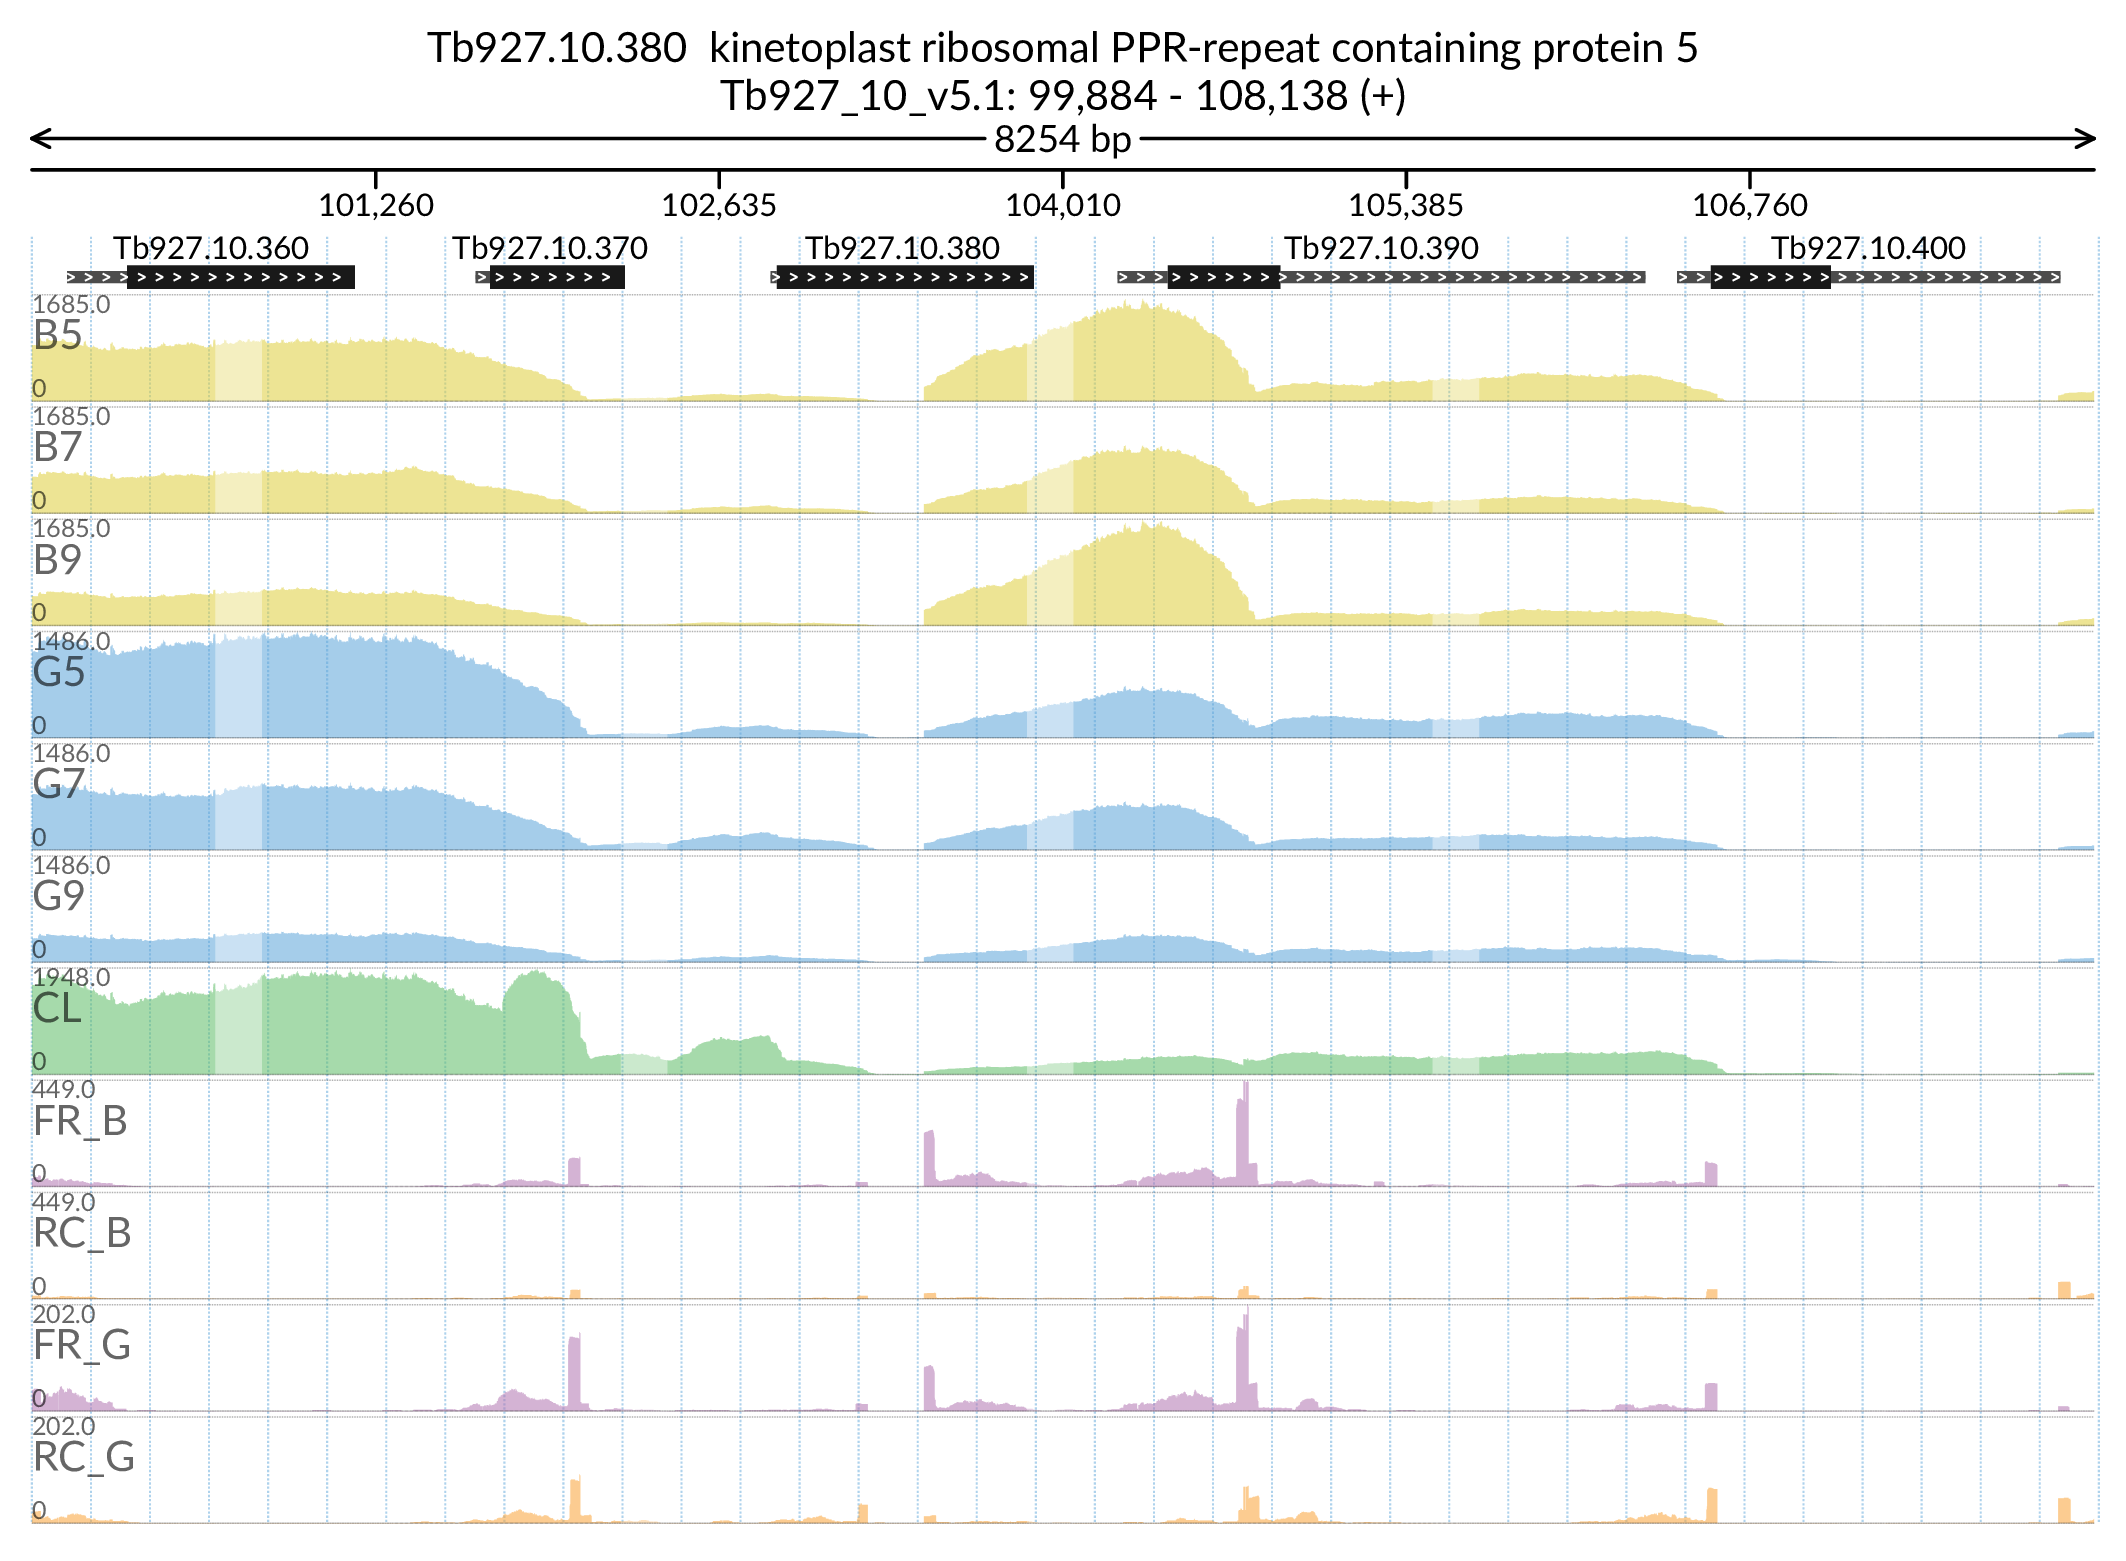 Tb927.10.380  kinetoplast ribosomal PPR-repeat containing protein 5
Tb927_10_v5.1: 99,884 - 108,138 (+)
8254 bp
101,260 102,635 104,010 105,385 106,760
Tb927.10.360 Tb927.10.370 Tb927.10.380 Tb927.10.390 Tb927.10.400
1685.0
B5
0
1685.0
B7
0
1685.0
B9
0
1486.0
G5
0
1486.0
G7
0
1486.0
G9
0
1948.0
CL
0
449.0
FR_B
0
449.0
RC_B
0
202.0
FR_G
0
202.0
RC_G
0